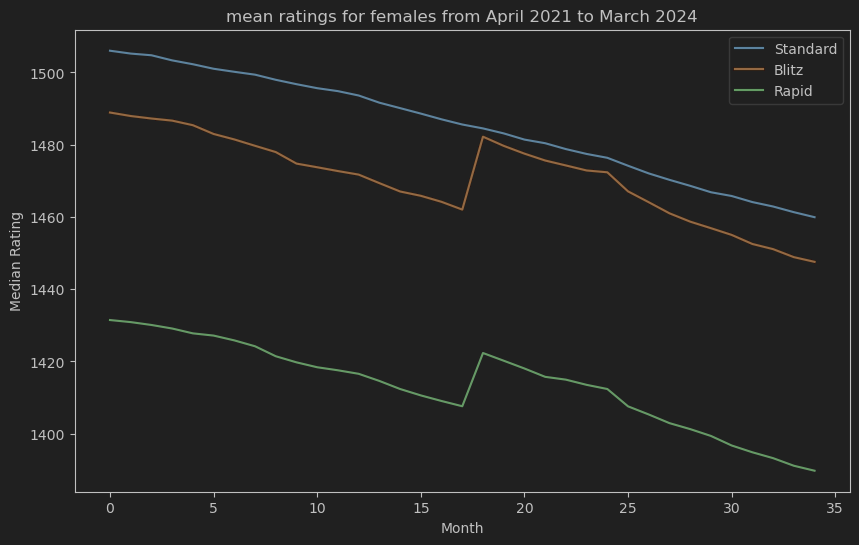 mean ratings for females from April 2021 to March 2024
Standard
Blitz
Rapid
Median Rating
1500
1480
1460
1440
1420
1400
0 5 10 15 20 25 30 35
Month